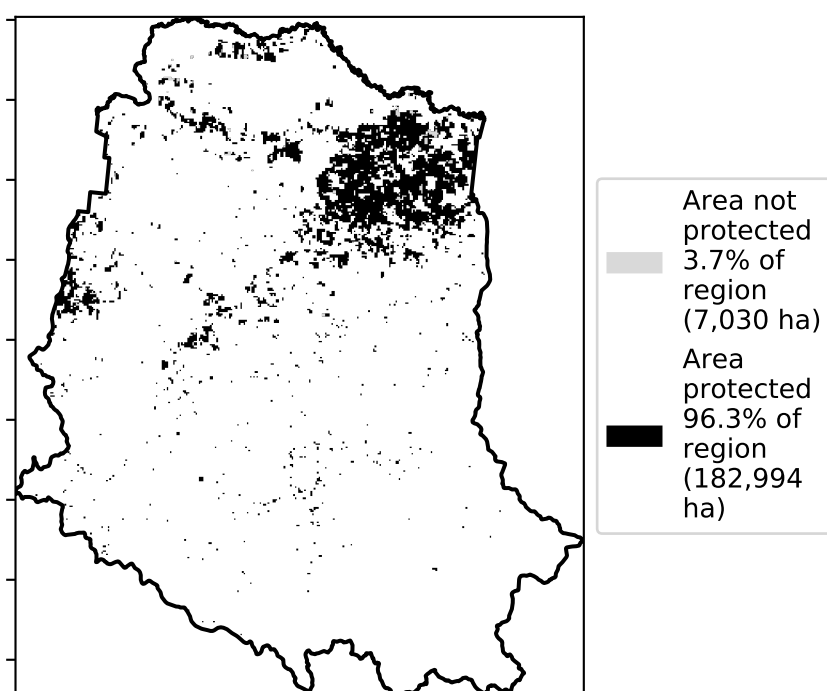 Area not
protected
3.7% of
region
(7,030 ha)
Area
protected
96.3% of
region
(182,994
ha)